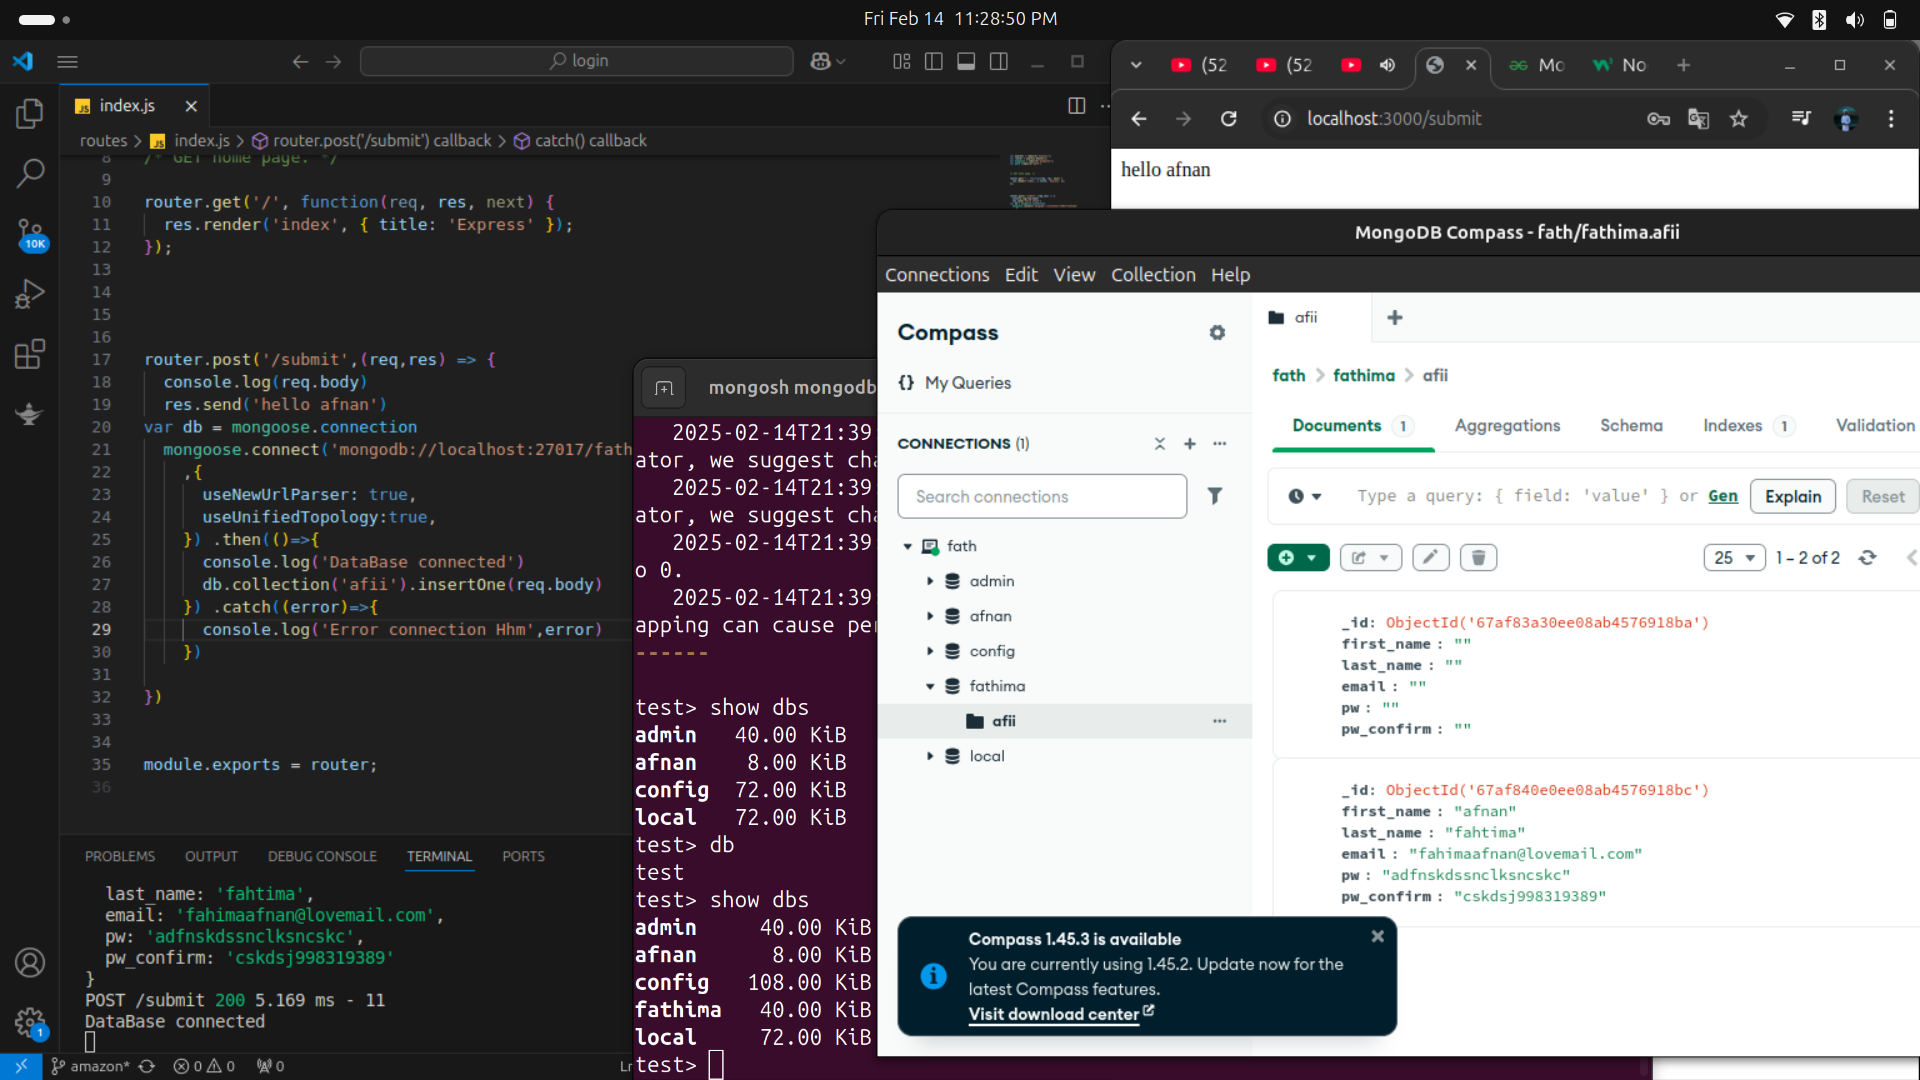 Fri Feb 14  11:28:50 PM
login
index.js
routes > index.js > router.post('/submit') callback > catch() callback
8 /* GET home page. */
9
10 router.get('/', function(req, res, next) {
11 res.render('index', { title: 'Express' });
12 });
13
14
15
16
17 router.post('/submit',(req,res) => {
18 console.log(req.body)
19 res.send('hello afnan')
20 var db = mongoose.connection
21 mongoose.connect('mongodb://localhost:27017/fath
22 ,{
23 useNewUrlParser: true,
24 useUnifiedTopology:true,
25 }) .then(()=>{
26 console.log('DataBase connected')
27 db.collection('afii').insertOne(req.body)
28 }) .catch((error)=>{
29 console.log('Error connection Hhm',error)
30 })
31
32 })
33
34
35 module.exports = router;
36
10K
1
PROBLEMS OUTPUT DEBUG CONSOLE TERMINAL PORTS
last_name: 'fahtima',
email: 'fahimaafnan@lovemail.com',
pw: 'adfnskdssnclksncskc',
pw_confirm: 'cskdsj998319389'
}
POST /submit 200 5.169 ms - 11
DataBase connected
amazon* 0 0 0
mongosh mongodb
2025-02-14T21:39
ator, we suggest cha
2025-02-14T21:39
ator, we suggest cha
2025-02-14T21:39
o 0.
2025-02-14T21:39
apping can cause per
------
test> show dbs
admin 40.00 KiB
afnan 8.00 KiB
config 72.00 KiB
local 72.00 KiB
test> db
test
test> show dbs
admin 40.00 KiB
afnan 8.00 KiB
config 108.00 KiB
fathima 40.00 KiB
local 72.00 KiB
test>
(52 (52 Mo No
localhost:3000/submit
hello afnan
MongoDB Compass - fath/fathima.afii
Connections Edit View Collection Help
Compass
{} My Queries
CONNECTIONS (1)
Search connections
fath
admin
afnan
config
fathima
afii
local
afii
fath > fathima > afii
Documents 1 Aggregations Schema Indexes 1 Validation
Type a query: { field: 'value' } or Gen Explain Reset
25 1 – 2 of 2
_id: ObjectId('67af83a30ee08ab4576918ba')
first_name : ""
last_name : ""
email : ""
pw : ""
pw_confirm : ""
_id: ObjectId('67af840e0ee08ab4576918bc')
first_name : "afnan"
last_name : "fahtima"
email : "fahimaafnan@lovemail.com"
pw : "adfnskdssnclksncskc"
pw_confirm : "cskdsj998319389"
Compass 1.45.3 is available
You are currently using 1.45.2. Update now for the
latest Compass features.
Visit download center